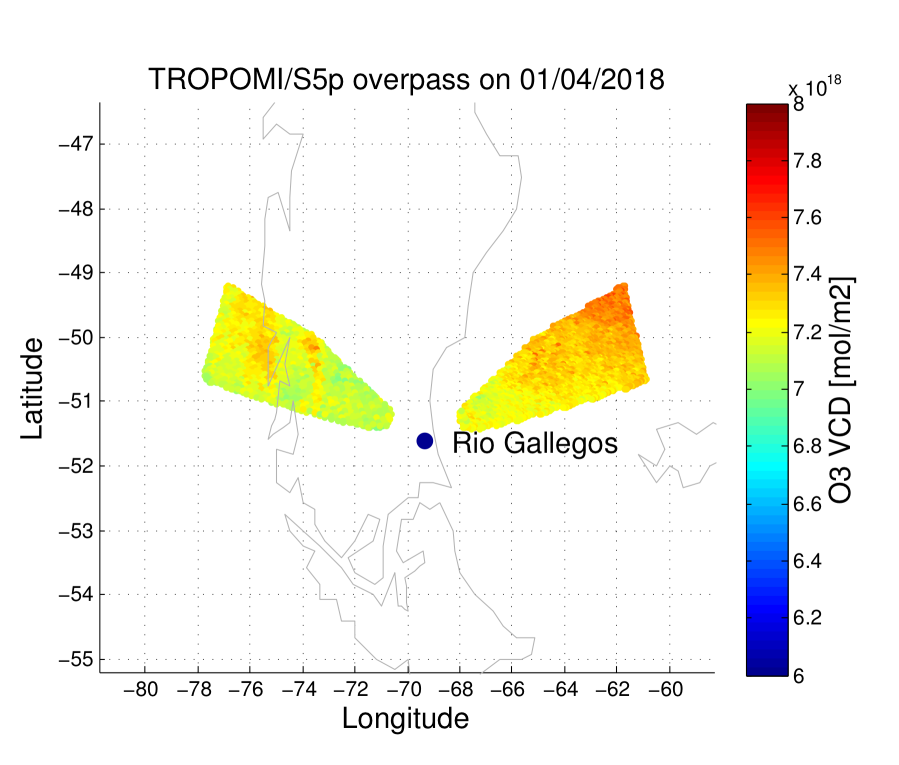 TROPOMI/S5p overpass on 01/04/2018
x 10^18
8
7.8
7.6
7.4
7.2
7
6.8
6.6
6.4
6.2
6
O3 VCD [mol/m2]
−47
−48
−49
−50
−51
−52
−53
−54
−55
Latitude
Rio Gallegos
−80 −78 −76 −74 −72 −70 −68 −66 −64 −62 −60
Longitude